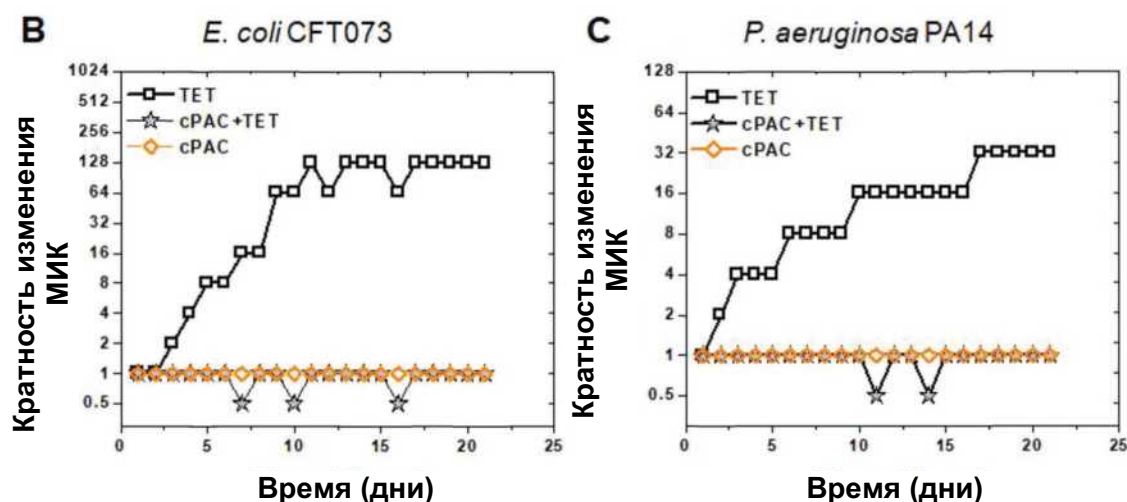 B E. coli CFT073
1024
512
256
128
64
32
16
8
4
2
1
0.5
TET
cPAC+TET
cPAC
0 5 10 15 20 25
Кратность изменения
МИК
Время (дни)
C P. aeruginosa PA14
128
64
32
16
8
4
2
1
0.5
TET
cPAC+TET
cPAC
0 5 10 15 20 25
Кратность изменения
МИК
Время (дни)